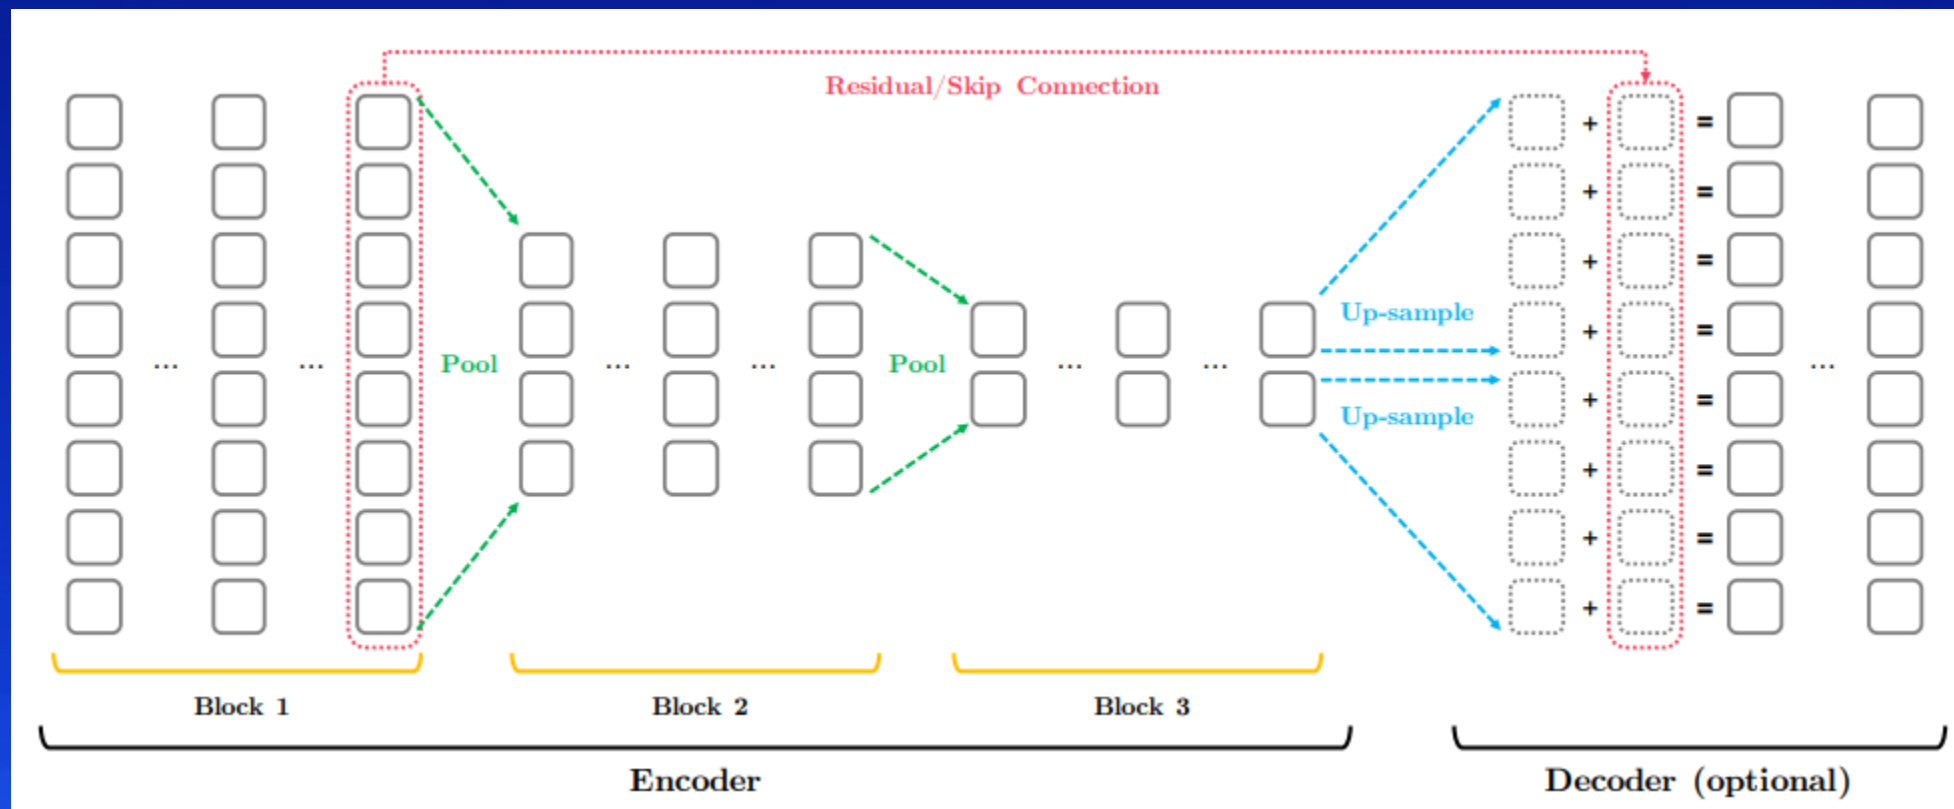 Residual/Skip Connection
+ =
+ =
+ =
+ =
Up-sample
... ... Pool ... ... Pool ... ... ...
+ =
Up-sample
+ =
+ =
+ =
Block 1 Block 2 Block 3
Encoder Decoder (optional)